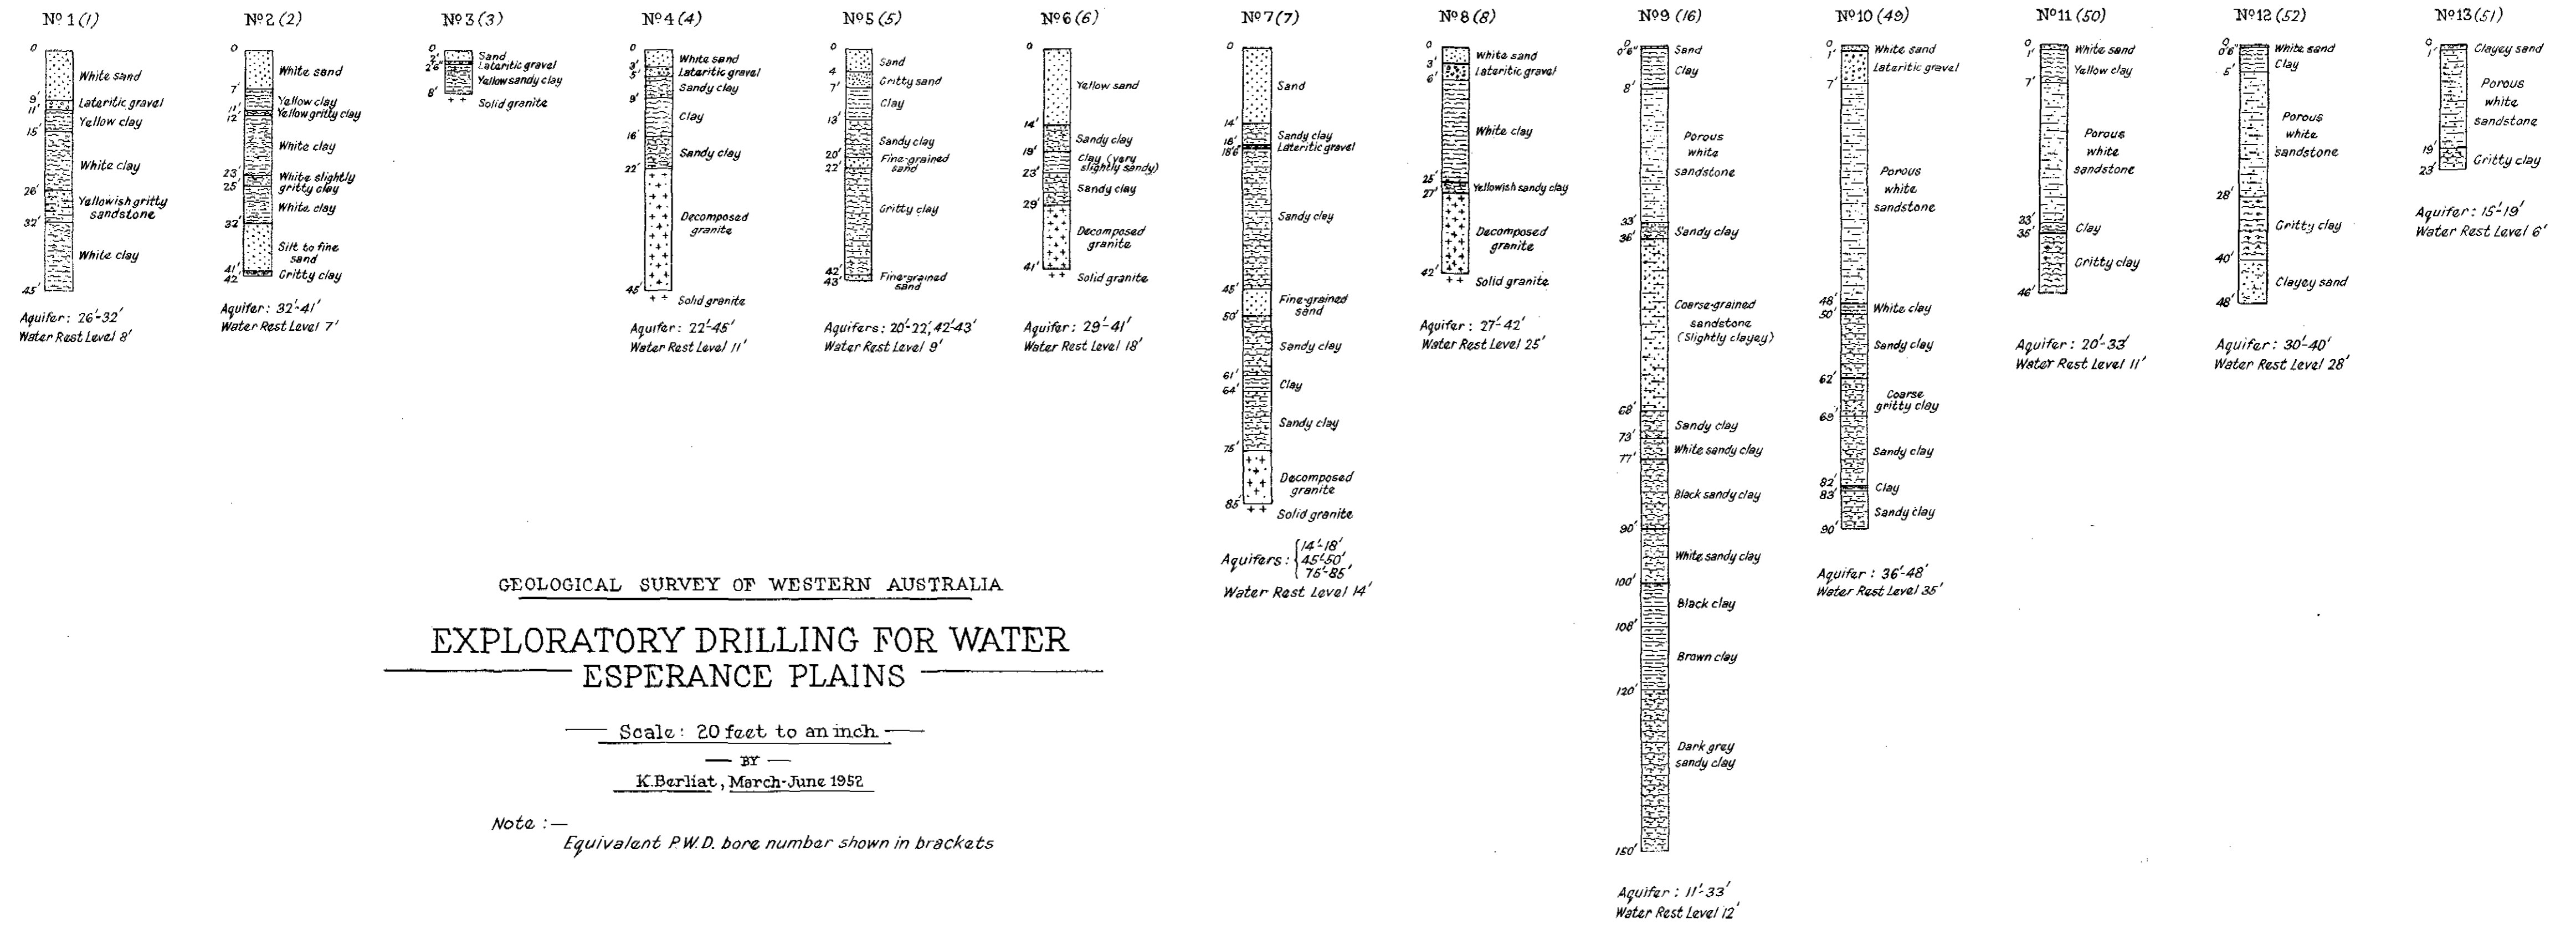 Nº 1 (1)
0
White sand
9'
Lateritic gravel
11'
Yellow clay
15'
White clay
26'
Yellowish gritty
sandstone
32'
White clay
45'
Aquifer: 26'-32'
Water Rest Level 8'
Nº 2 (2)
0
White sand
7'
Yellow clay
11'
Yellow gritty clay
12'
White clay
23'
White slightly
gritty clay
25'
White clay
32'
Silt to fine
sand
41'
Gritty clay
42'
Aquifer: 32'-41'
Water Rest Level 7'
Nº 3 (3)
0
Sand
2'
Lateritic gravel
2'6"
Yellow sandy clay
8'
Solid granite
Nº 4 (4)
0
White sand
3'
Lateritic gravel
5'
Sandy clay
9'
Clay
16'
Sandy clay
22'
Decomposed
granite
45'
Solid granite
Aquifer: 22'-45'
Water Rest Level 11'
Nº 5 (5)
0
Sand
4
Gritty sand
7'
Clay
13'
Sandy clay
20'
Fine-grained
sand
22'
Gritty clay
42'
Fine-grained
sand
43'
Aquifers: 20'-22', 42'-43'
Water Rest Level 9'
Nº 6 (6)
0
Yellow sand
14'
Sandy clay
19'
Clay (very
slightly sandy)
23'
Sandy clay
29'
Decomposed
granite
41'
Solid granite
Aquifer: 29'-41'
Water Rest Level 18'
Nº 7 (7)
0
Sand
14'
Sandy clay
18'
Lateritic gravel
18'6"
Sandy clay
45'
Fine-grained
sand
50'
Sandy clay
61'
Clay
64'
Sandy clay
75'
Decomposed
granite
85'
Solid granite
Aquifers: { 14'-18'
45'-50'
75'-85'
Water Rest Level 14'
Nº 8 (8)
0
White sand
3'
Lateritic gravel
6'
White clay
25'
Yellowish sandy clay
27'
Decomposed
granite
42'
Solid granite
Aquifer: 27'-42'
Water Rest Level 25'
Nº 9 (16)
0
Sand
0'6"
Clay
8'
Porous
white
sandstone
33'
Sandy clay
36'
Coarse-grained
sandstone
(Slightly clayey)
68'
Sandy clay
73'
White sandy clay
77'
Black sandy clay
90'
White sandy clay
100'
Black clay
108'
Brown clay
120'
Dark grey
sandy clay
150'
Aquifer: 11'-33'
Water Rest Level 12'
Nº 10 (49)
0
White sand
1'
Lateritic gravel
7'
Porous
white
sandstone
48'
White clay
50'
Sandy clay
62'
Coarse
gritty clay
69'
Sandy clay
82'
Clay
83'
Sandy clay
90'
Aquifer: 36'-48'
Water Rest Level 35'
Nº 11 (50)
0
White sand
1'
Yellow clay
7'
Porous
white
sandstone
33'
Clay
35'
Gritty clay
46'
Aquifer: 20'-33'
Water Rest Level 11'
Nº 12 (52)
0
White sand
0'6"
Clay
5'
Porous
white
sandstone
28'
Gritty clay
40'
Clayey sand
48'
Aquifer: 30'-40'
Water Rest Level 28'
Nº 13 (51)
0
Clayey sand
1'
Porous
white
sandstone
19'
Gritty clay
23'
Aquifer: 15'-19'
Water Rest Level 6'
GEOLOGICAL SURVEY OF WESTERN AUSTRALIA
EXPLORATORY DRILLING FOR WATER
ESPERANCE PLAINS
Scale: 20 feet to an inch
BY
K. Berliat, March-June 1952
Note :—
Equivalent P.W.D. bore number shown in brackets